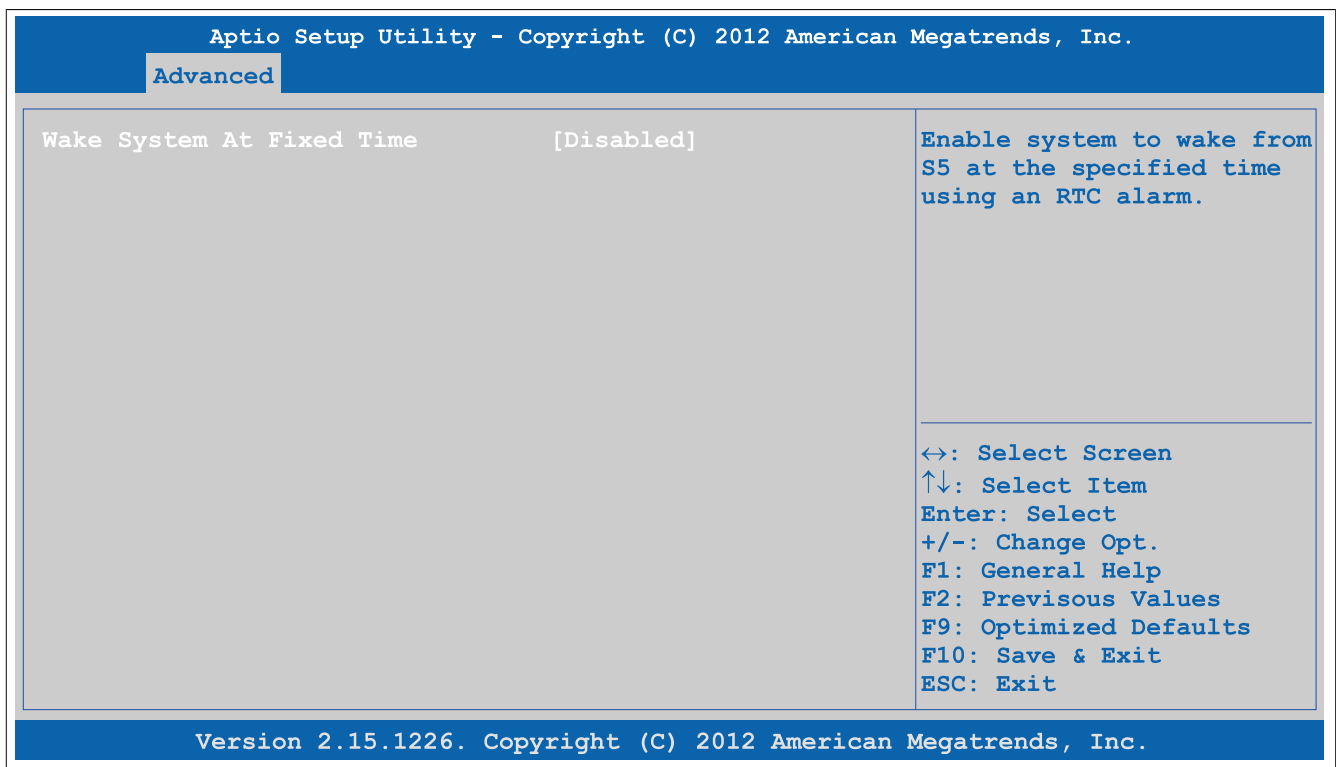 Aptio Setup Utility - Copyright (C) 2012 American Megatrends, Inc.
Advanced
Wake System At Fixed Time [Disabled]
Enable system to wake from
S5 at the specified time
using an RTC alarm.
↔: Select Screen
↑↓: Select Item
Enter: Select
+/-: Change Opt.
F1: General Help
F2: Previsous Values
F9: Optimized Defaults
F10: Save & Exit
ESC: Exit
Version 2.15.1226. Copyright (C) 2012 American Megatrends, Inc.